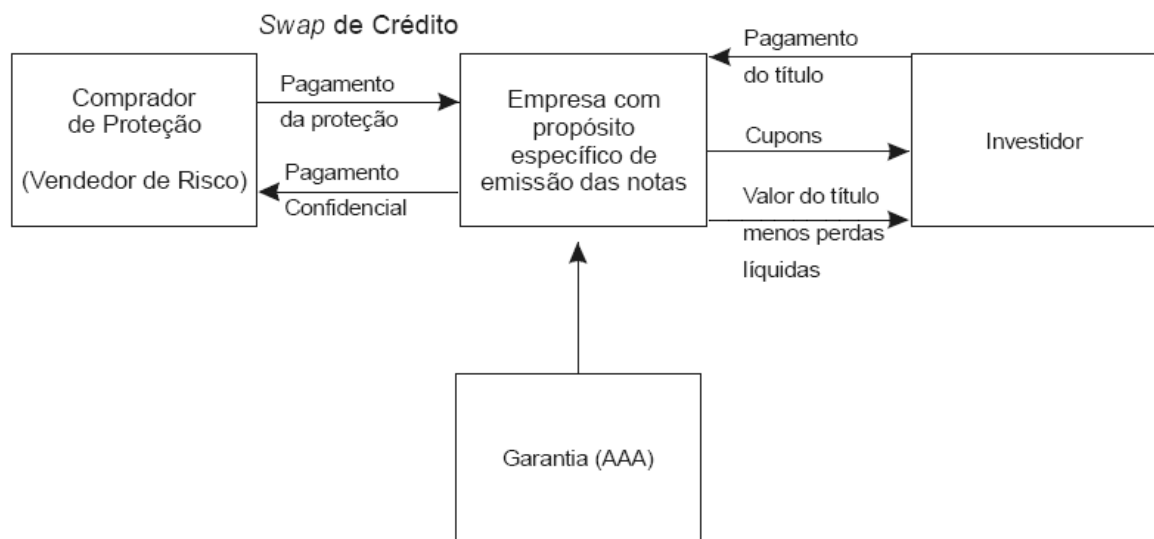 Swap de Crédito
Comprador
de Proteção
(Vendedor de Risco)
Pagamento
da proteção
Pagamento
Confidencial
Empresa com
propósito
específico de
emissão das notas
Pagamento
do título
Cupons
Valor do título
menos perdas
líquidas
Investidor
Garantia (AAA)